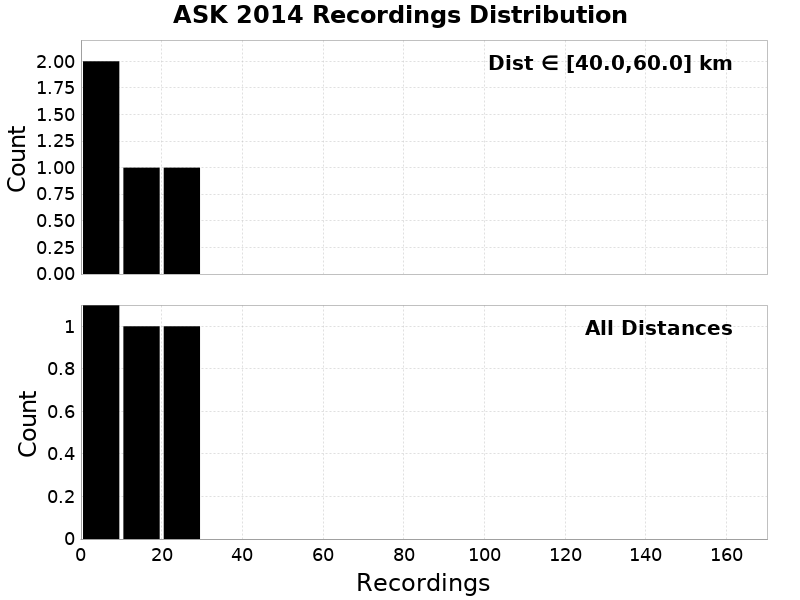 ASK 2014 Recordings Distribution
Dist ∈ [40.0,60.0] km
2.00
1.75
1.50
1.25
1.00
0.75
0.50
0.25
0.00
Count
All Distances
1
0.8
0.6
0.4
0.2
0
Count
0 20 40 60 80 100 120 140 160
Recordings